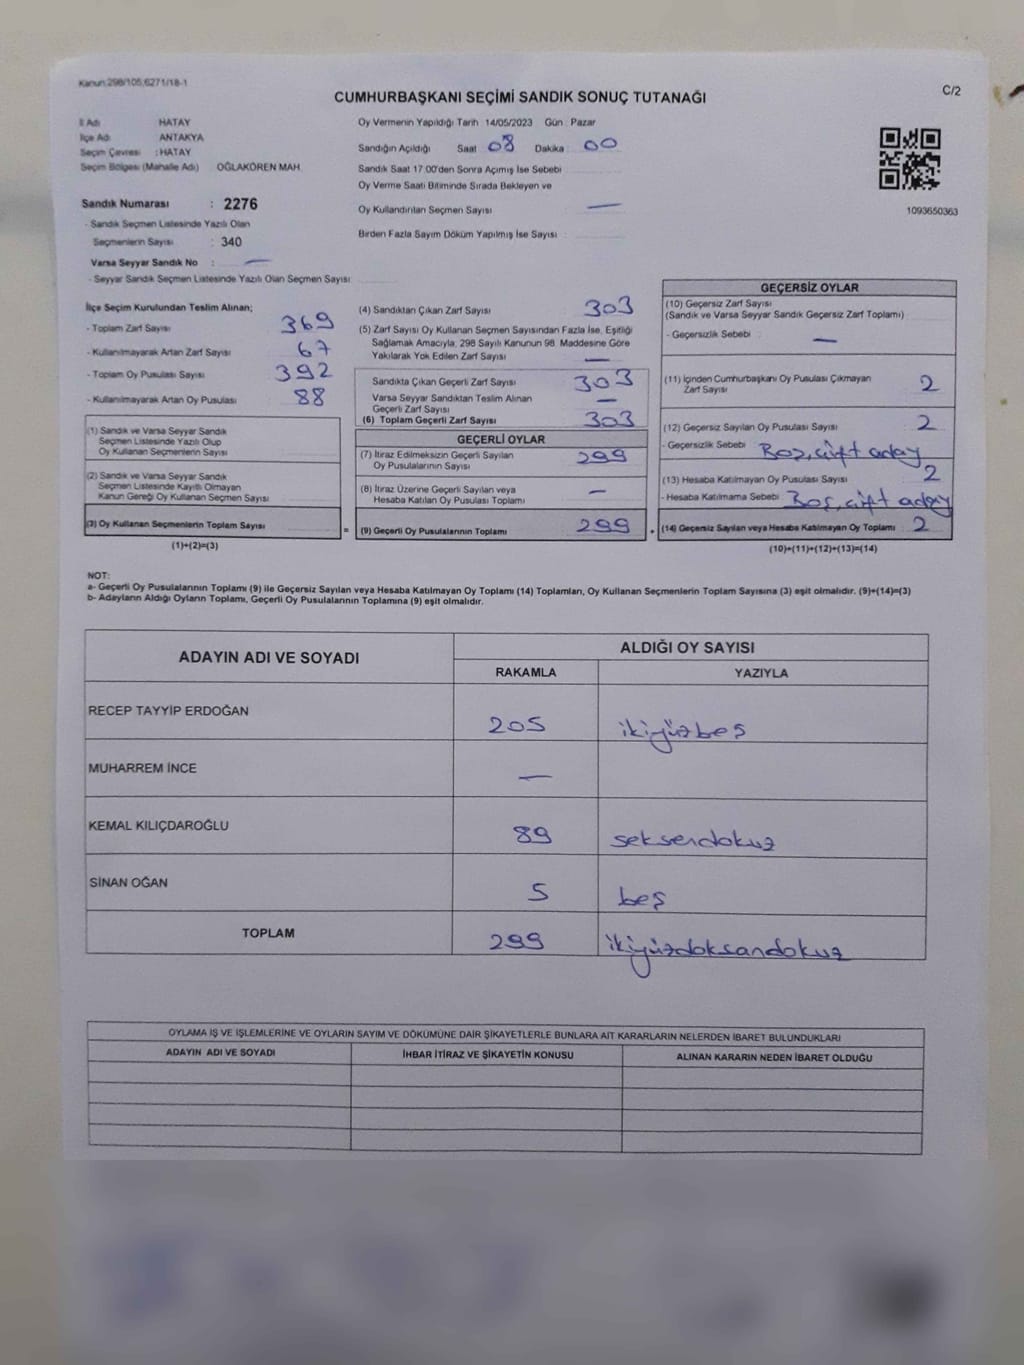 Kanun:298/105,6271/18-1
C/2
CUMHURBAŞKANI SEÇİMİ SANDIK SONUÇ TUTANAĞI
İl Adı HATAY
İlçe Adı ANTAKYA
Seçim Çevresi : HATAY
Seçim Bölgesi (Mahalle Adı) OĞLAKÖREN MAH.
Sandık Numarası : 2276
- Sandık Seçmen Listesinde Yazılı Olan
Seçmenlerin Sayısı : 340
Varsa Seyyar Sandık No : —
- Seyyar Sandık Seçmen Listesinde Yazılı Olan Seçmen Sayısı
Oy Vermenin Yapıldığı Tarih 14/05/2023 Gün : Pazar
Sandığın Açıldığı Saat 08 Dakika 00
Sandık Saat 17:00'den Sonra Açımış İse Sebebi
Oy Verme Saati Bitiminde Sırada Bekleyen ve
Oy Kullandırılan Seçmen Sayısı —
Birden Fazla Sayım Döküm Yapılmış İse Sayısı :
1093650363
İlçe Seçim Kurulundan Teslim Alınan;
- Toplam Zarf Sayısı 369
- Kullanılmayarak Artan Zarf Sayısı 67
- Toplam Oy Pusulası Sayısı 392
- Kullanılmayarak Artan Oy Pusulası 88
(1) Sandık ve Varsa Seyyar Sandık
Seçmen Listesinde Yazılı Olup
Oy Kullanan Seçmenlerin Sayısı
(2) Sandık ve Varsa Seyyar Sandık
Seçmen Listesinde Kayıtlı Olmayan
Kanun Gereği Oy Kullanan Seçmen Sayısı
(3) Oy Kullanan Seçmenlerin Toplam Sayısı =
(1)+(2)=(3)
(4) Sandıktan Çıkan Zarf Sayısı 303
(5) Zarf Sayısı Oy Kullanan Seçmen Sayısından Fazla İse, Eşitliği
Sağlamak Amacıyla, 298 Sayılı Kanunun 98. Maddesine Göre
Yakılarak Yok Edilen Zarf Sayısı —
Sandıkta Çıkan Geçerli Zarf Sayısı 303
Varsa Seyyar Sandıktan Teslim Alınan
Geçerli Zarf Sayısı —
(6) Toplam Geçerli Zarf Sayısı 303
GEÇERLİ OYLAR
(7) İtiraz Edilmeksizin Geçerli Sayılan
Oy Pusulalarının Sayısı 299
(8) İtiraz Üzerine Geçerli Sayılan veya
Hesaba Katılan Oy Pusulası Toplamı —
(9) Geçerli Oy Pusulalarının Toplamı 299 +
GEÇERSİZ OYLAR
(10) Geçersiz Zarf Sayısı
(Sandık ve Varsa Seyyar Sandık Geçersiz Zarf Toplamı)
- Geçersizlik Sebebi —
(11) İçinden Cumhurbaşkanı Oy Pusulası Çıkmayan
Zarf Sayısı 2
(12) Geçersiz Sayılan Oy Pusulası Sayısı 2
- Geçersizlik Sebebi Boş, çift aday
(13) Hesaba Katılmayan Oy Pusulası Sayısı 2
- Hesaba Katılmama Sebebi Boş, çift aday
(14) Geçersiz Sayılan veya Hesaba Katılmayan Oy Toplamı 2
(10)+(11)+(12)+(13)=(14)
NOT:
a- Geçerli Oy Pusulalarının Toplamı (9) ile Geçersiz Sayılan veya Hesaba Katılmayan Oy Toplamı (14) Toplamları, Oy Kullanan Seçmenlerin Toplam Sayısına (3) eşit olmalıdır. (9)+(14)=(3)
b- Adayların Aldığı Oyların Toplamı, Geçerli Oy Pusulalarının Toplamına (9) eşit olmalıdır.
ADAYIN ADI VE SOYADI ALDIĞI OY SAYISI
RAKAMLA YAZIYLA
RECEP TAYYİP ERDOĞAN 205 ikiyüzbeş
MUHARREM İNCE —
KEMAL KILIÇDAROĞLU 89 seksendokuz
SİNAN OĞAN 5 beş
TOPLAM 299 ikiyüzdoksandokuz
OYLAMA İŞ VE İŞLEMLERİNE VE OYLARIN SAYIM VE DÖKÜMÜNE DAİR ŞİKAYETLERLE BUNLARA AİT KARARLARIN NELERDEN İBARET BULUNDUKLARI
ADAYIN ADI VE SOYADI İHBAR İTİRAZ VE ŞİKAYETİN KONUSU ALINAN KARARIN NEDEN İBARET OLDUĞU